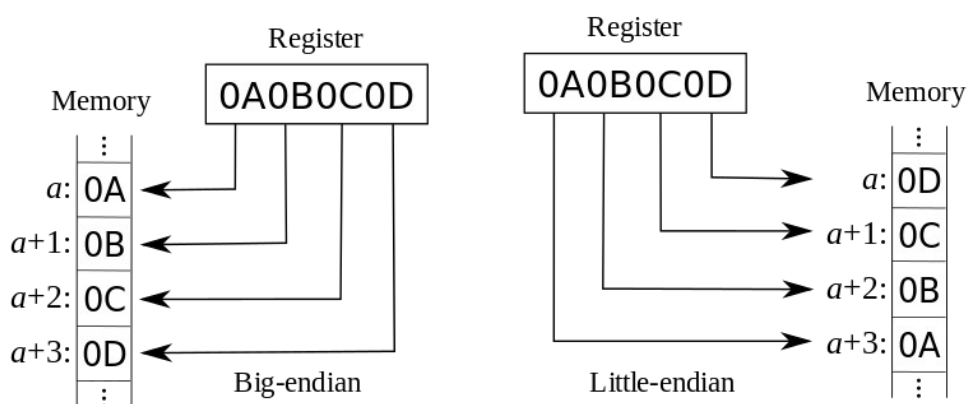 Register
0A0B0C0D
Memory
⋮
a: 0A
a+1: 0B
a+2: 0C
a+3: 0D
⋮
Big-endian
Register
0A0B0C0D
Memory
⋮
a: 0D
a+1: 0C
a+2: 0B
a+3: 0A
⋮
Little-endian